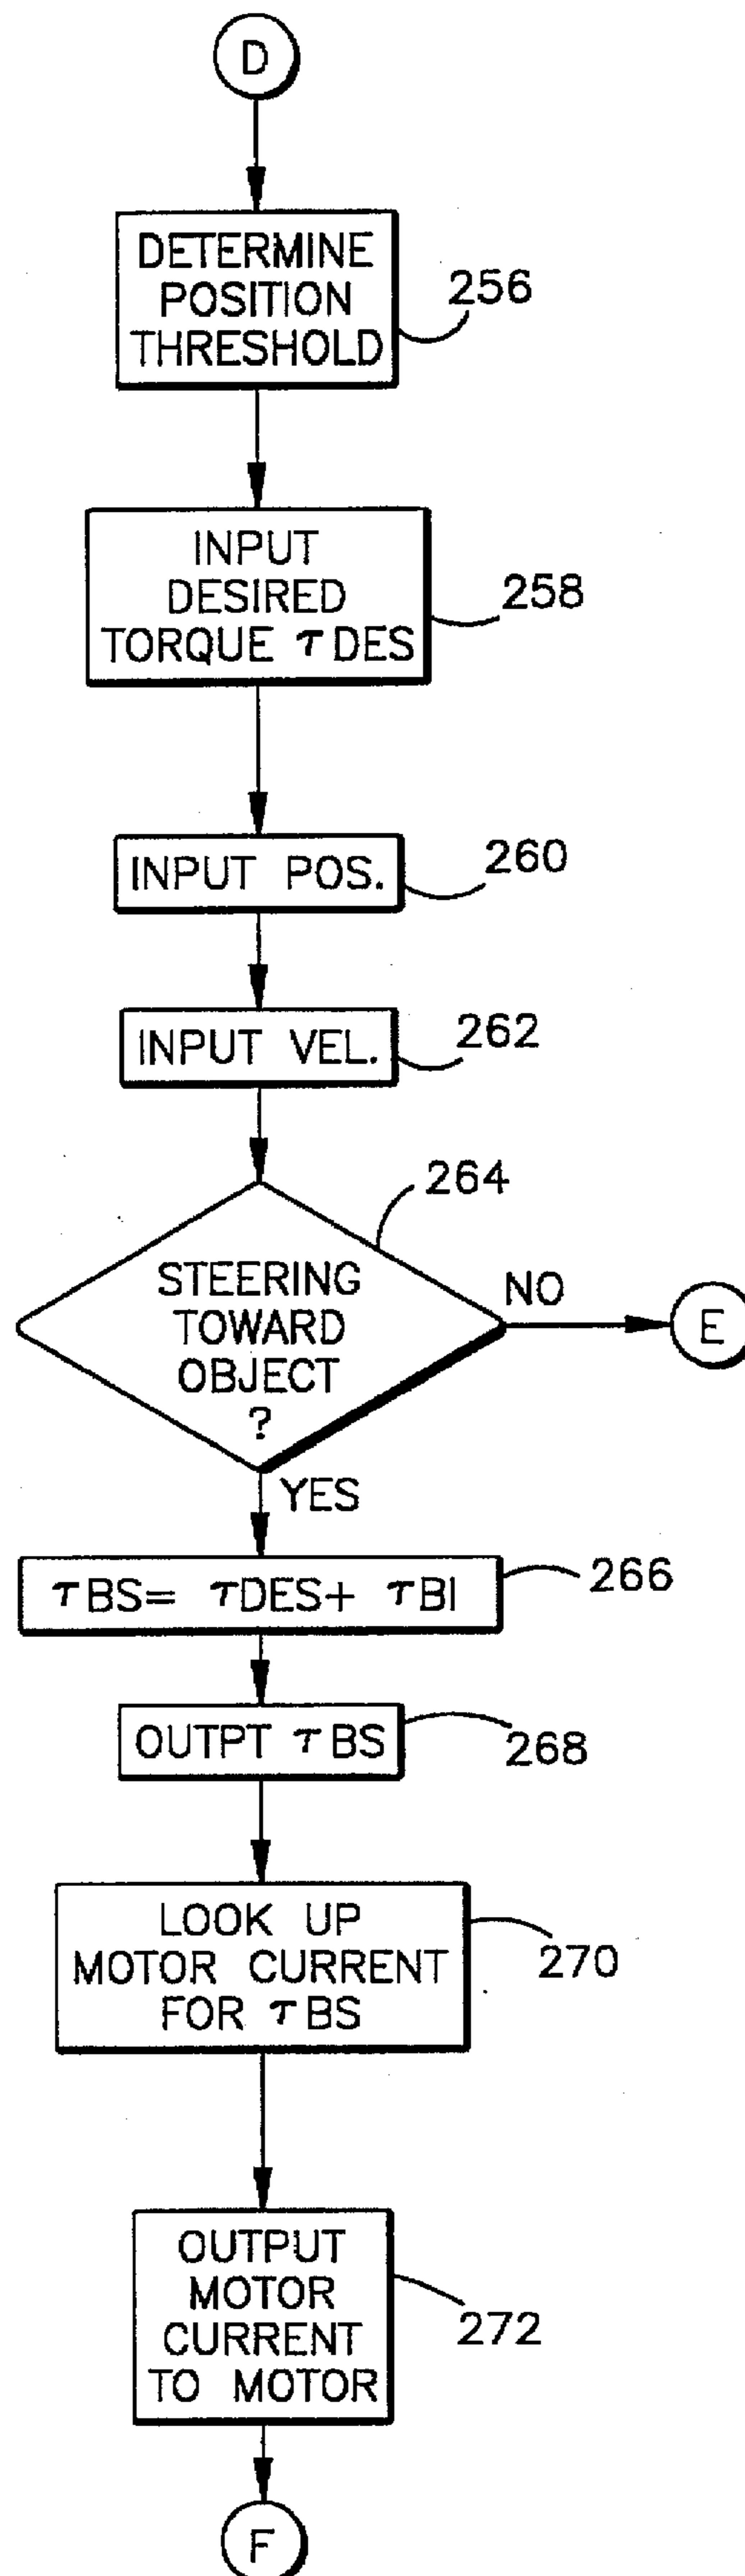 D
DETERMINE
POSITION
THRESHOLD
256
INPUT
DESIRED
TORQUE τ DES
258
INPUT POS.
260
INPUT VEL.
262
264
STEERING
TOWARD
OBJECT
?
NO
E
YES
τBS= τDES+ τBI
266
OUTPT τBS
268
LOOK UP
MOTOR CURRENT
FOR τBS
270
OUTPUT
MOTOR
CURRENT
TO MOTOR
272
F